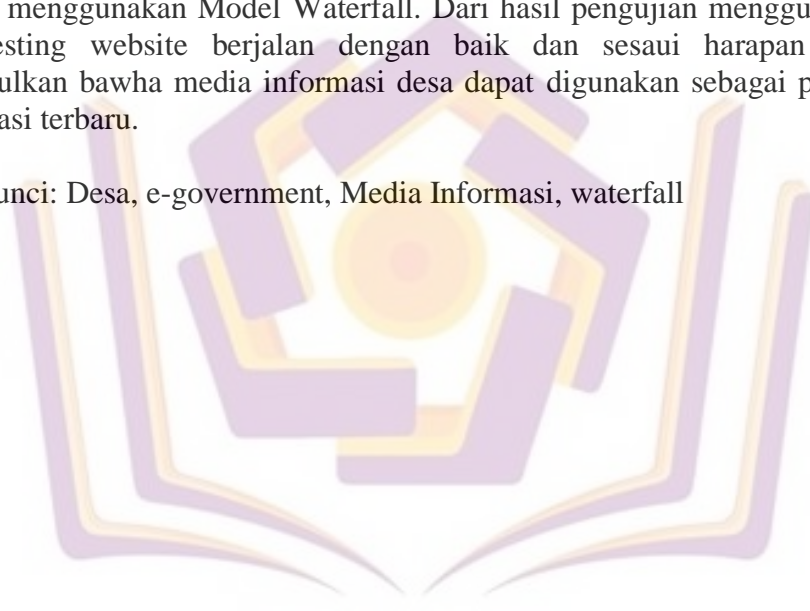 menggunakan Model Waterfall. Dari hasil pengujian menggu
esting website berjalan dengan baik dan sesaui harapan
ulkan bawha media informasi desa dapat digunakan sebagai p
asi terbaru.
unci: Desa, e-government, Media Informasi, waterfall